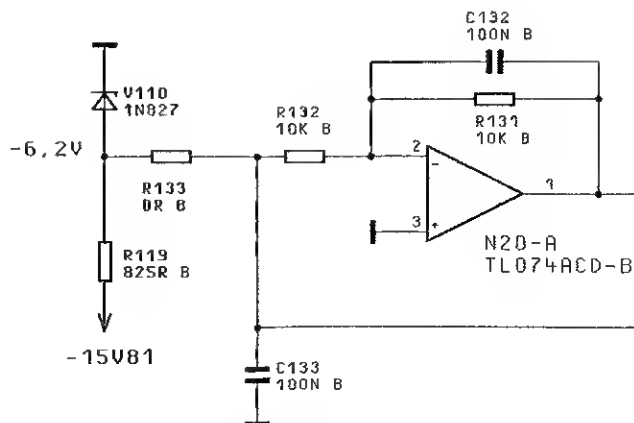 C132
100N B
V110
1N827
R132
10K B
R131
10K B
-6,2V
2
-
R133
0R B
1
3
+
N20-A
TL074ACD-B
R119
825R B
-15V81
C133
100N B